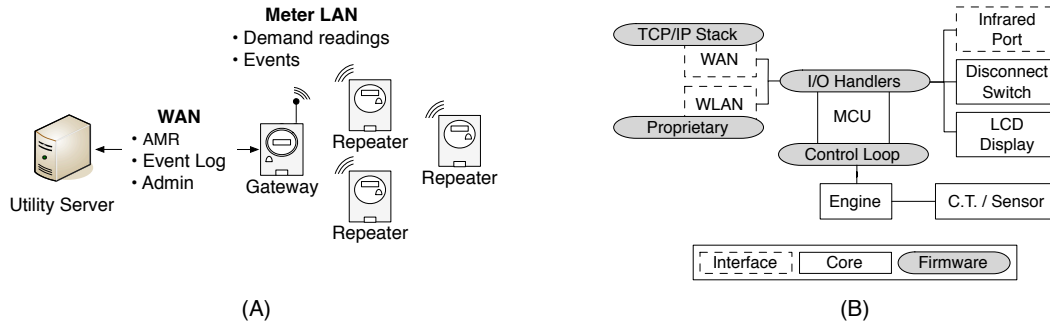 Meter LAN
• Demand readings
• Events
WAN
• AMR
• Event Log
• Admin
Utility Server
Gateway
Repeater
Repeater
Repeater
(A)
TCP/IP Stack
WAN
WLAN
Proprietary
I/O Handlers
MCU
Control Loop
Engine
C.T. / Sensor
Infrared
Port
Disconnect
Switch
LCD
Display
Interface
Core
Firmware
(B)